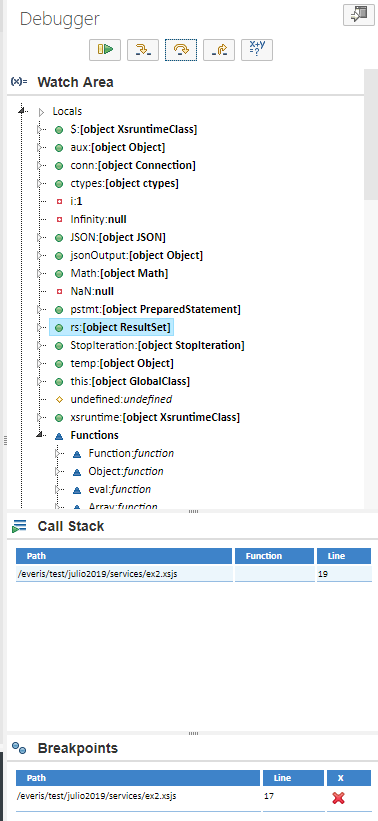 Debugger
x+y
=?
(x)= Watch Area
Locals
$:[object XsruntimeClass]
aux:[object Object]
conn:[object Connection]
ctypes:[object ctypes]
i:1
Infinity:null
JSON:[object JSON]
jsonOutput:[object Object]
Math:[object Math]
NaN:null
pstmt:[object PreparedStatement]
rs:[object ResultSet]
StopIteration:[object StopIteration]
temp:[object Object]
this:[object GlobalClass]
undefined:undefined
xsruntime:[object XsruntimeClass]
Functions
Function:function
Object:function
eval:function
Array:function
Call Stack
Path Function Line
/everis/test/julio2019/services/ex2.xsjs 19
Breakpoints
Path Line X
/everis/test/julio2019/services/ex2.xsjs 17